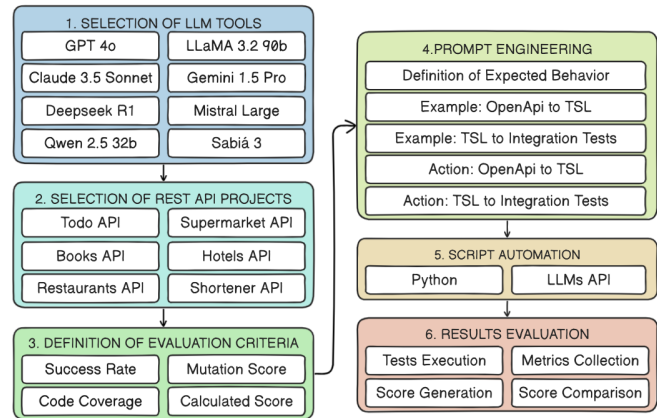 1. SELECTION OF LLM TOOLS
GPT 4o
LLaMA 3.2 90b
Claude 3.5 Sonnet
Gemini 1.5 Pro
Deepseek R1
Mistral Large
Qwen 2.5 32b
Sabiá 3
2. SELECTION OF REST API PROJECTS
Todo API
Supermarket API
Books API
Hotels API
Restaurants API
Shortener API
3. DEFINITION OF EVALUATION CRITERIA
Success Rate
Mutation Score
Code Coverage
Calculated Score
4.PROMPT ENGINEERING
Definition of Expected Behavior
Example: OpenApi to TSL
Example: TSL to Integration Tests
Action: OpenApi to TSL
Action: TSL to Integration Tests
5. SCRIPT AUTOMATION
Python
LLMs API
6. RESULTS EVALUATION
Tests Execution
Metrics Collection
Score Generation
Score Comparison